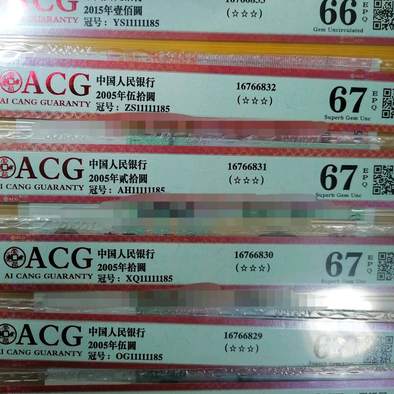 2015年壹佰圆
冠号：YS11111185
(☆☆☆)
66
EPQ
Gem Uncirculated
ACG
AI CANG GUARANTY
中国人民银行
2005年伍拾圆
冠号：ZS11111185
16766832
(☆☆☆)
67
EPQ
Superb Gem Unc
ACG
AI CANG GUARANTY
中国人民银行
2005年贰拾圆
冠号：AH11111185
16766831
(☆☆☆)
67
EPQ
Superb Gem Unc
ACG
AI CANG GUARANTY
中国人民银行
2005年拾圆
冠号：XQ11111185
16766830
(☆☆☆)
67
EPQ
Superb Gem Unc
ACG
AI CANG GUARANTY
中国人民银行
2005年伍圆
冠号：OG11111185
16766829
(☆☆☆)